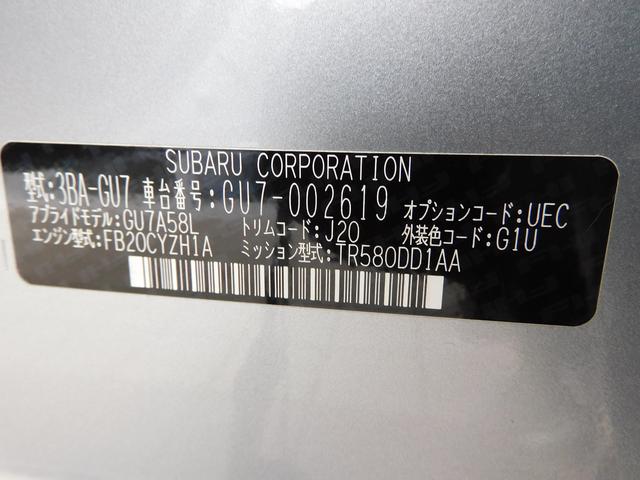 SUBARU CORPORATION
型式:3BA-GU7 車台番号:GU7-002619 オプションコード:UEC
アプライドモデル:GU7A58L トリムコード:J20 外装色コード:G1U
エンジン型式:FB20CYZH1A ミッション型式:TR580DD1AA